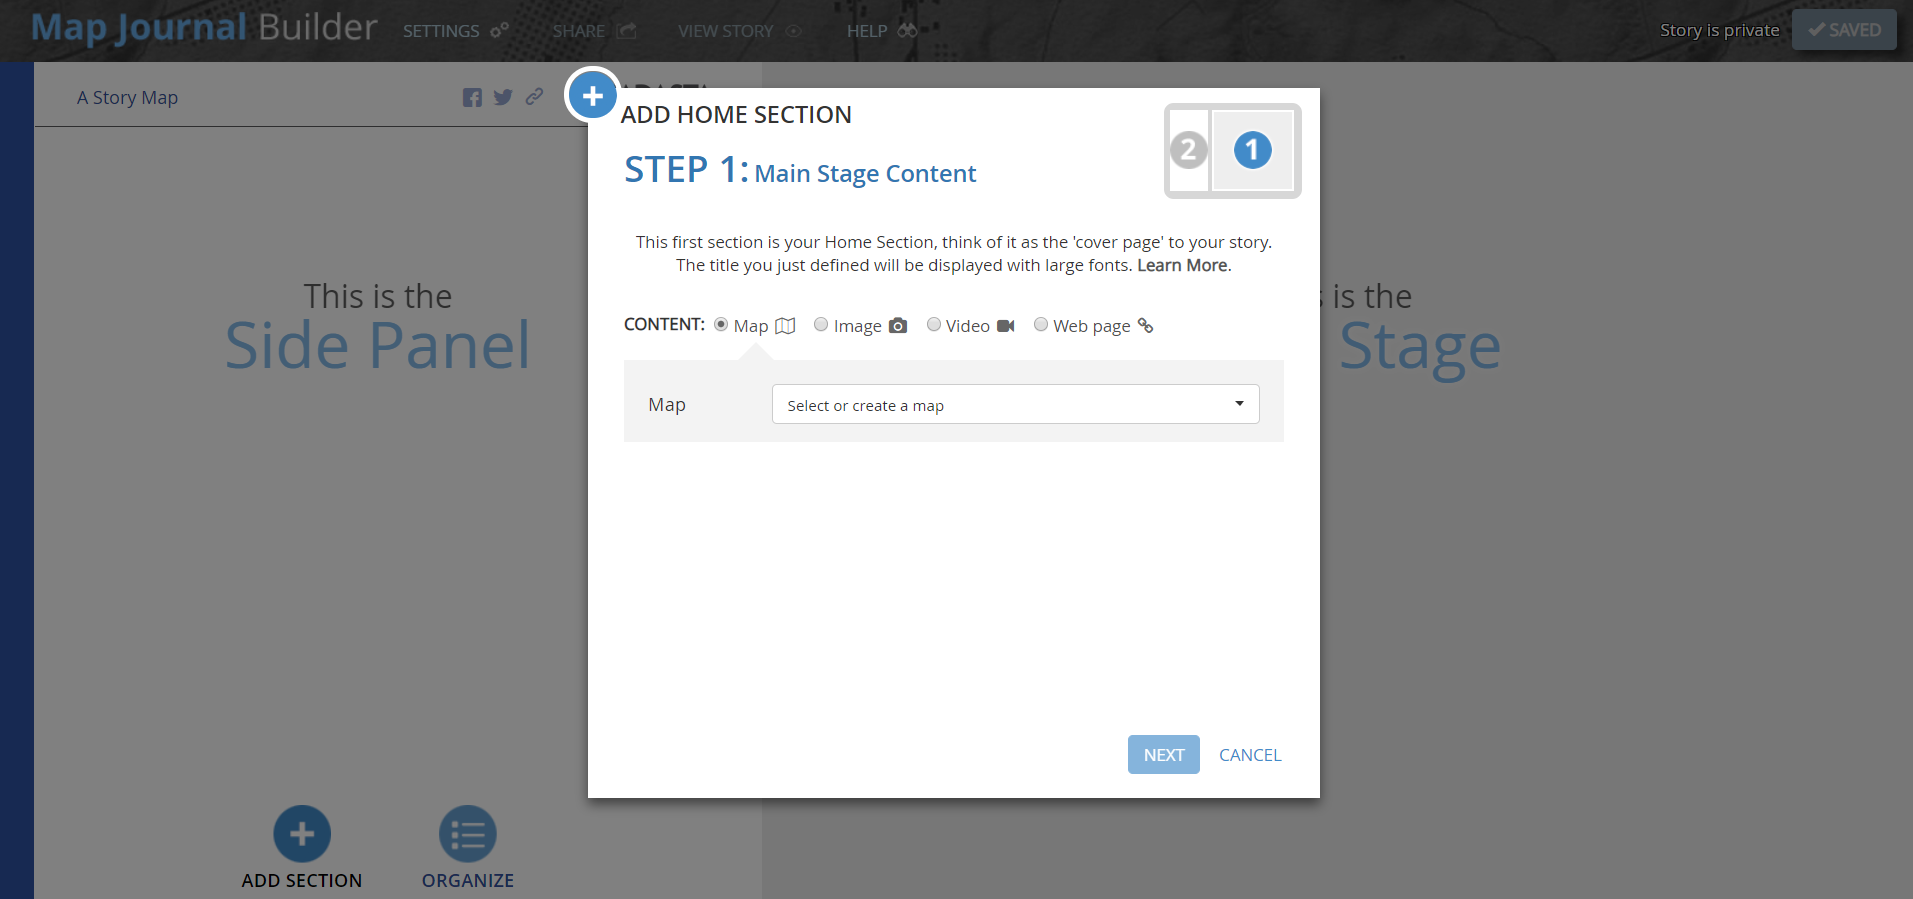 Map Journal Builder SETTINGS SHARE VIEW STORY HELP Story is private SAVED
A Story Map
ADD HOME SECTION
STEP 1: Main Stage Content
2 1
This first section is your Home Section, think of it as the 'cover page' to your story.
The title you just defined will be displayed with large fonts. Learn More.
This is the
Side Panel
is the
Stage
CONTENT: Map Image Video Web page
Map Select or create a map
NEXT CANCEL
ADD SECTION ORGANIZE